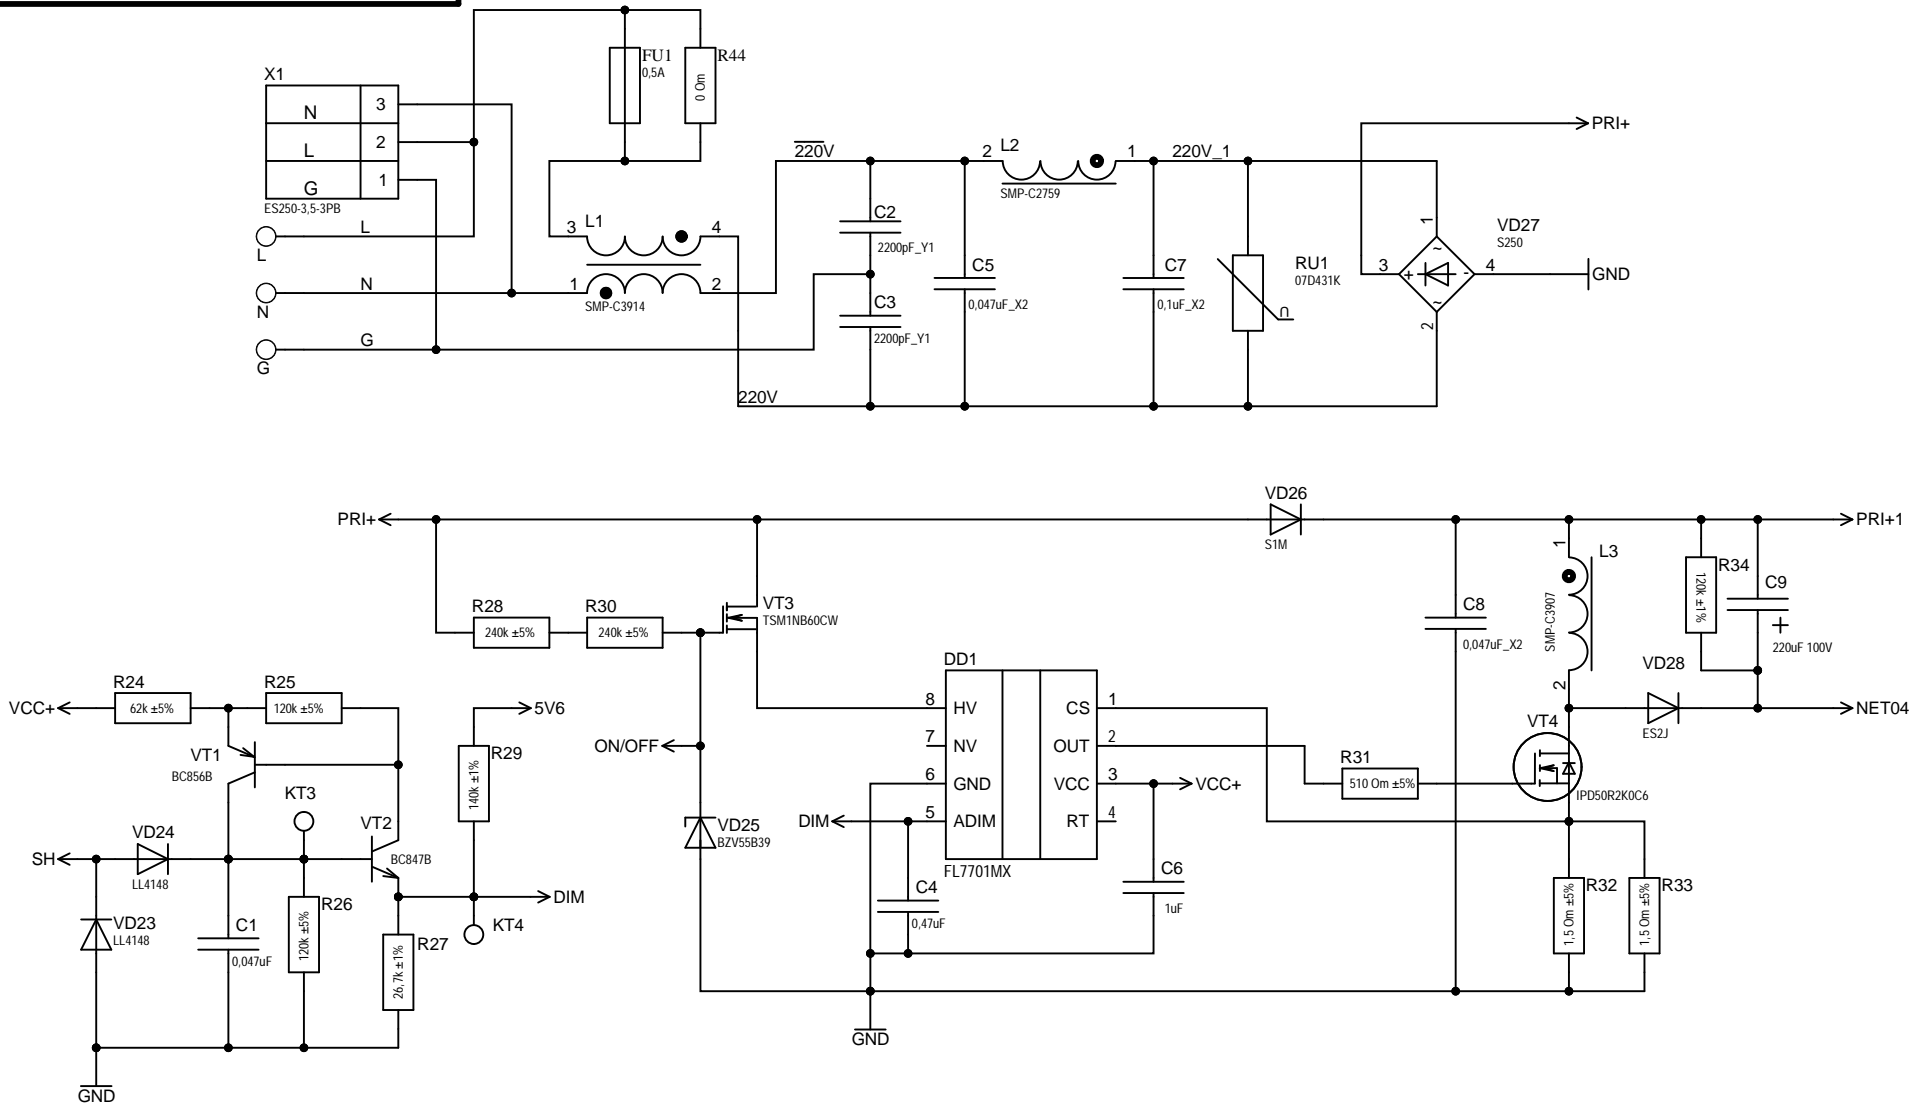 X1
N 3
L 2
G 1
ES250-3,5-3PB
L
L
N
N
G
G
FU1
0,5A
R44
0 Om
3 L1 4
1 2
SMP-C3914
220V
220V
C2
2200pF_Y1
C3
2200pF_Y1
C5
0,047uF_X2
2 L2 1
SMP-C2759
220V_1
C7
0,1uF_X2
RU1
07D431K
n
PRI+
VD27
S250
1
~
3 + - 4
~
2
GND
PRI+
VD26
S1M
PRI+1
R28
240k ±5%
R30
240k ±5%
VT3
TSM1NB60CW
C8
0,047uF_X2
1
L3
SMP-C3907
2
R34
120k ±1%
C9
+
220uF 100V
VD28
ES2J
NET04
VCC+
R24
62k ±5%
R25
120k ±5%
VT1
BC856B
5V6
R29
140k ±1%
ON/OFF
DD1
8 HV CS 1
7 NV OUT 2
6 GND VCC 3
5 ADIM RT 4
FL7701MX
VCC+
DIM
R31
510 Om ±5%
VT4
IPD50R2K0C6
KT3
VT2
BC847B
VD24
LL4148
SH
VD23
LL4148
C1
0,047uF
R26
120k ±5%
R27
26,7k ±1%
DIM
KT4
VD25
BZV55B39
C4
0,47uF
C6
1uF
R32
1,5 Om ±5%
R33
1,5 Om ±5%
GND
GND